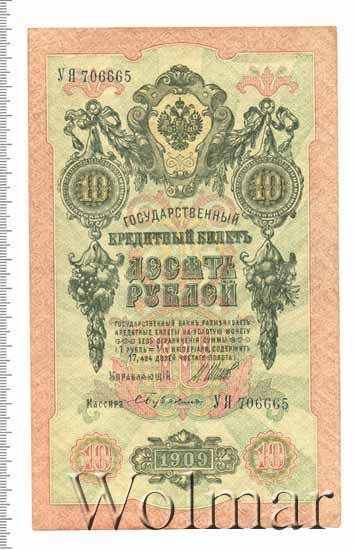 УЯ 706665
10 10
ГОСУДАРСТВЕННЫЙ
КРЕДИТНЫЙ БИЛЕТЪ
ДЕСЯТЬ
РУБЛЕЙ
ГОСУДАРСТВЕННЫЙ БАНКЪ РАЗМѢНИВАЕТЪ
КРЕДИТНЫЕ БИЛЕТЫ НА ЗОЛОТУЮ МОНЕТУ
БЕЗЪ ОГРАНИЧЕНІЯ СУММЫ
(1 РУБЛЬ = 1/15 ИМПЕРІАЛА, СОДЕРЖИТЪ
17,424 ДОЛЕЙ ЧИСТАГО ЗОЛОТА)
УПРАВЛЯЮЩІЙ
Кассиръ УЯ 706665
10 1909 10
Wolmar